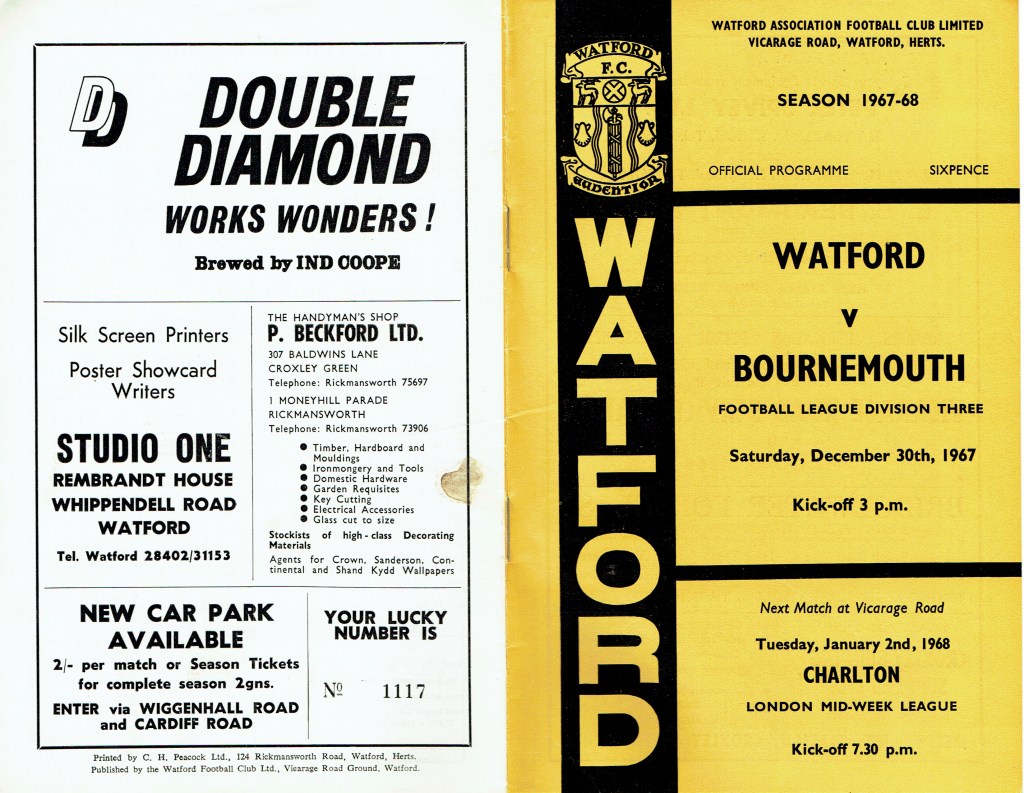 DD
DOUBLE
DIAMOND
WORKS WONDERS !
Brewed by IND COOPE
Silk Screen Printers
Poster Showcard
Writers
STUDIO ONE
REMBRANDT HOUSE
WHIPPENDELL ROAD
WATFORD
Tel. Watford 28402/31153
THE HANDYMAN'S SHOP
P. BECKFORD LTD.
307 BALDWINS LANE
CROXLEY GREEN
Telephone: Rickmansworth 75697
1 MONEYHILL PARADE
RICKMANSWORTH
Telephone: Rickmansworth 73906
● Timber, Hardboard and
Mouldings
● Ironmongery and Tools
● Domestic Hardware
● Garden Requisites
● Key Cutting
● Electrical Accessories
● Glass cut to size
Stockists of high-class Decorating
Materials
Agents for Crown, Sanderson, Con-
tinental and Shand Kydd Wallpapers
NEW CAR PARK
AVAILABLE
2/- per match or Season Tickets
for complete season 2gns.
ENTER via WIGGENHALL ROAD
and CARDIFF ROAD
YOUR LUCKY
NUMBER IS
Nº 1117
Printed by C. H. Peacock Ltd., 124 Rickmansworth Road, Watford, Herts.
Published by the Watford Football Club Ltd., Vicarage Road Ground, Watford.
WATFORD
F.C.
AUDENTIOR
WATFORD
WATFORD ASSOCIATION FOOTBALL CLUB LIMITED
VICARAGE ROAD, WATFORD, HERTS.
SEASON 1967-68
OFFICIAL PROGRAMME SIXPENCE
WATFORD
V
BOURNEMOUTH
FOOTBALL LEAGUE DIVISION THREE
Saturday, December 30th, 1967
Kick-off 3 p.m.
Next Match at Vicarage Road
Tuesday, January 2nd, 1968
CHARLTON
LONDON MID-WEEK LEAGUE
Kick-off 7.30 p.m.